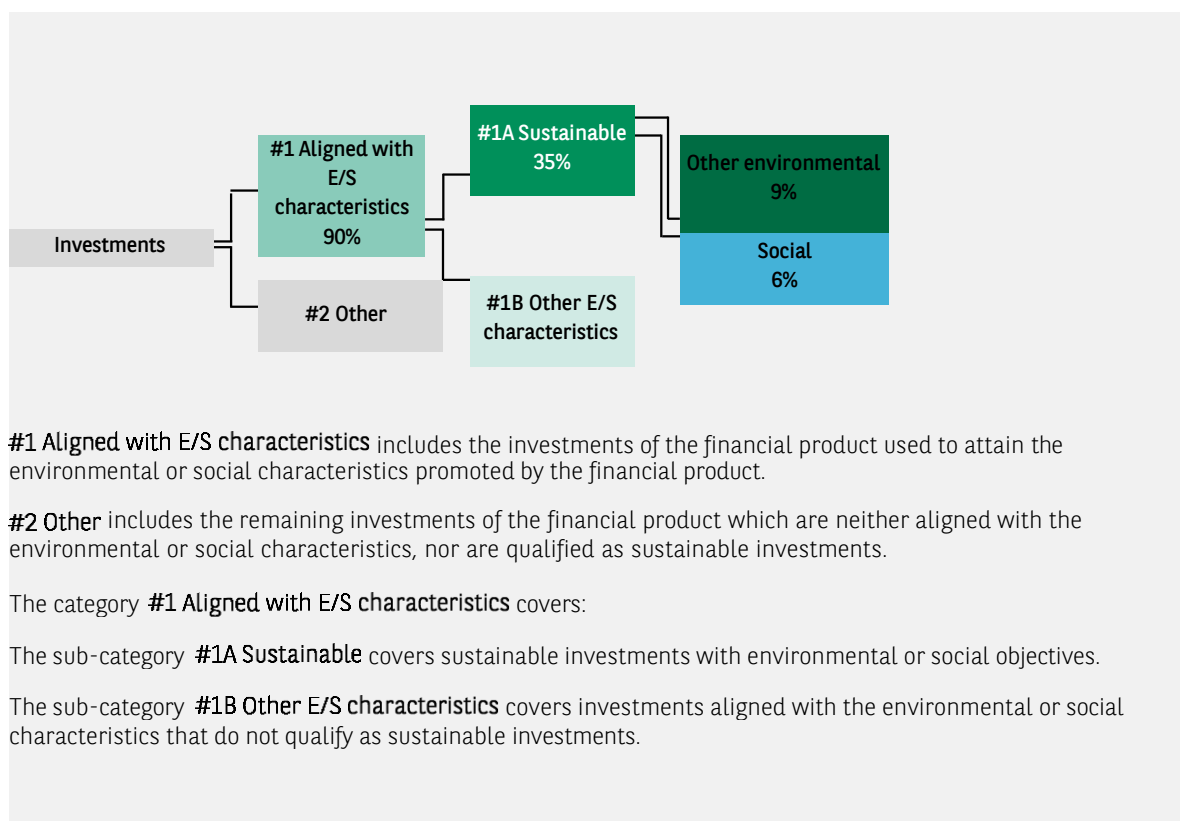 #1A Sustainable
35%
#1 Aligned with
E/S
characteristics
90%
Other environmental
9%
Investments
Social
6%
#2 Other
#1B Other E/S
characteristics
#1 Aligned with E/S characteristics includes the investments of the financial product used to attain the
environmental or social characteristics promoted by the financial product.
#2 Other includes the remaining investments of the financial product which are neither aligned with the
environmental or social characteristics, nor are qualified as sustainable investments.
The category #1 Aligned with E/S characteristics covers:
The sub-category #1A Sustainable covers sustainable investments with environmental or social objectives.
The sub-category #1B Other E/S characteristics covers investments aligned with the environmental or social
characteristics that do not qualify as sustainable investments.